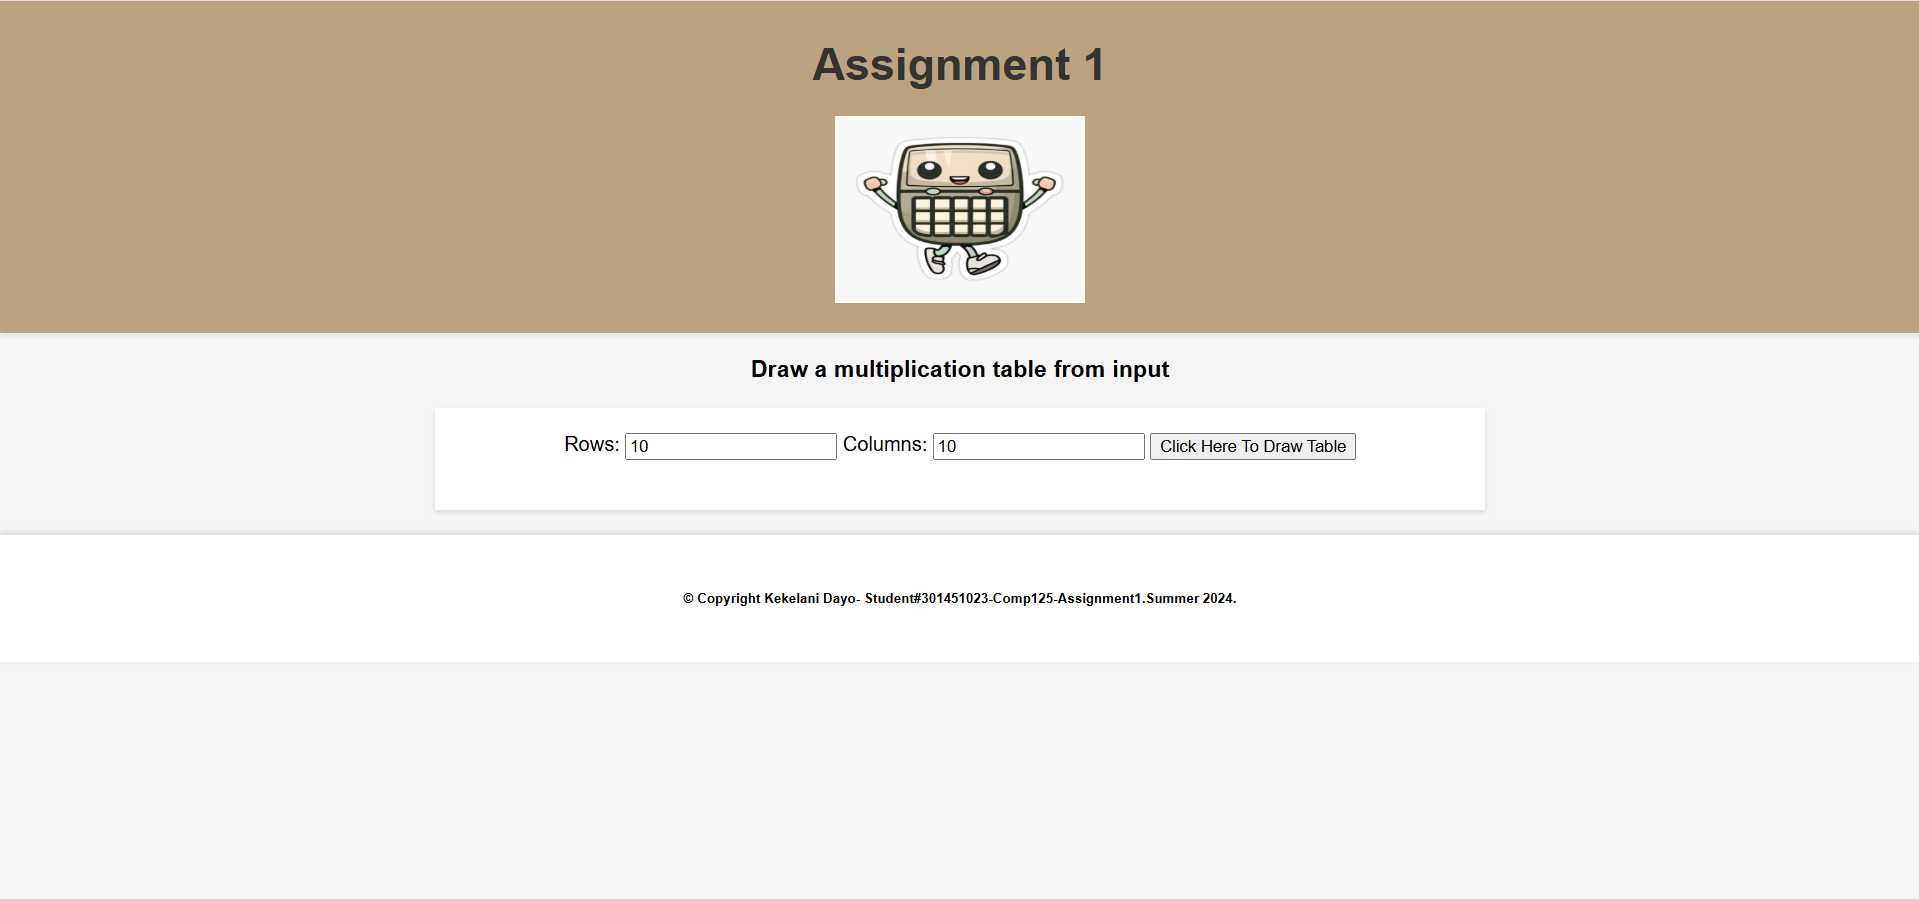 Assignment 1
Draw a multiplication table from input
Rows: 10 Columns: 10 Click Here To Draw Table
© Copyright Kekelani Dayo- Student#301451023-Comp125-Assignment1.Summer 2024.